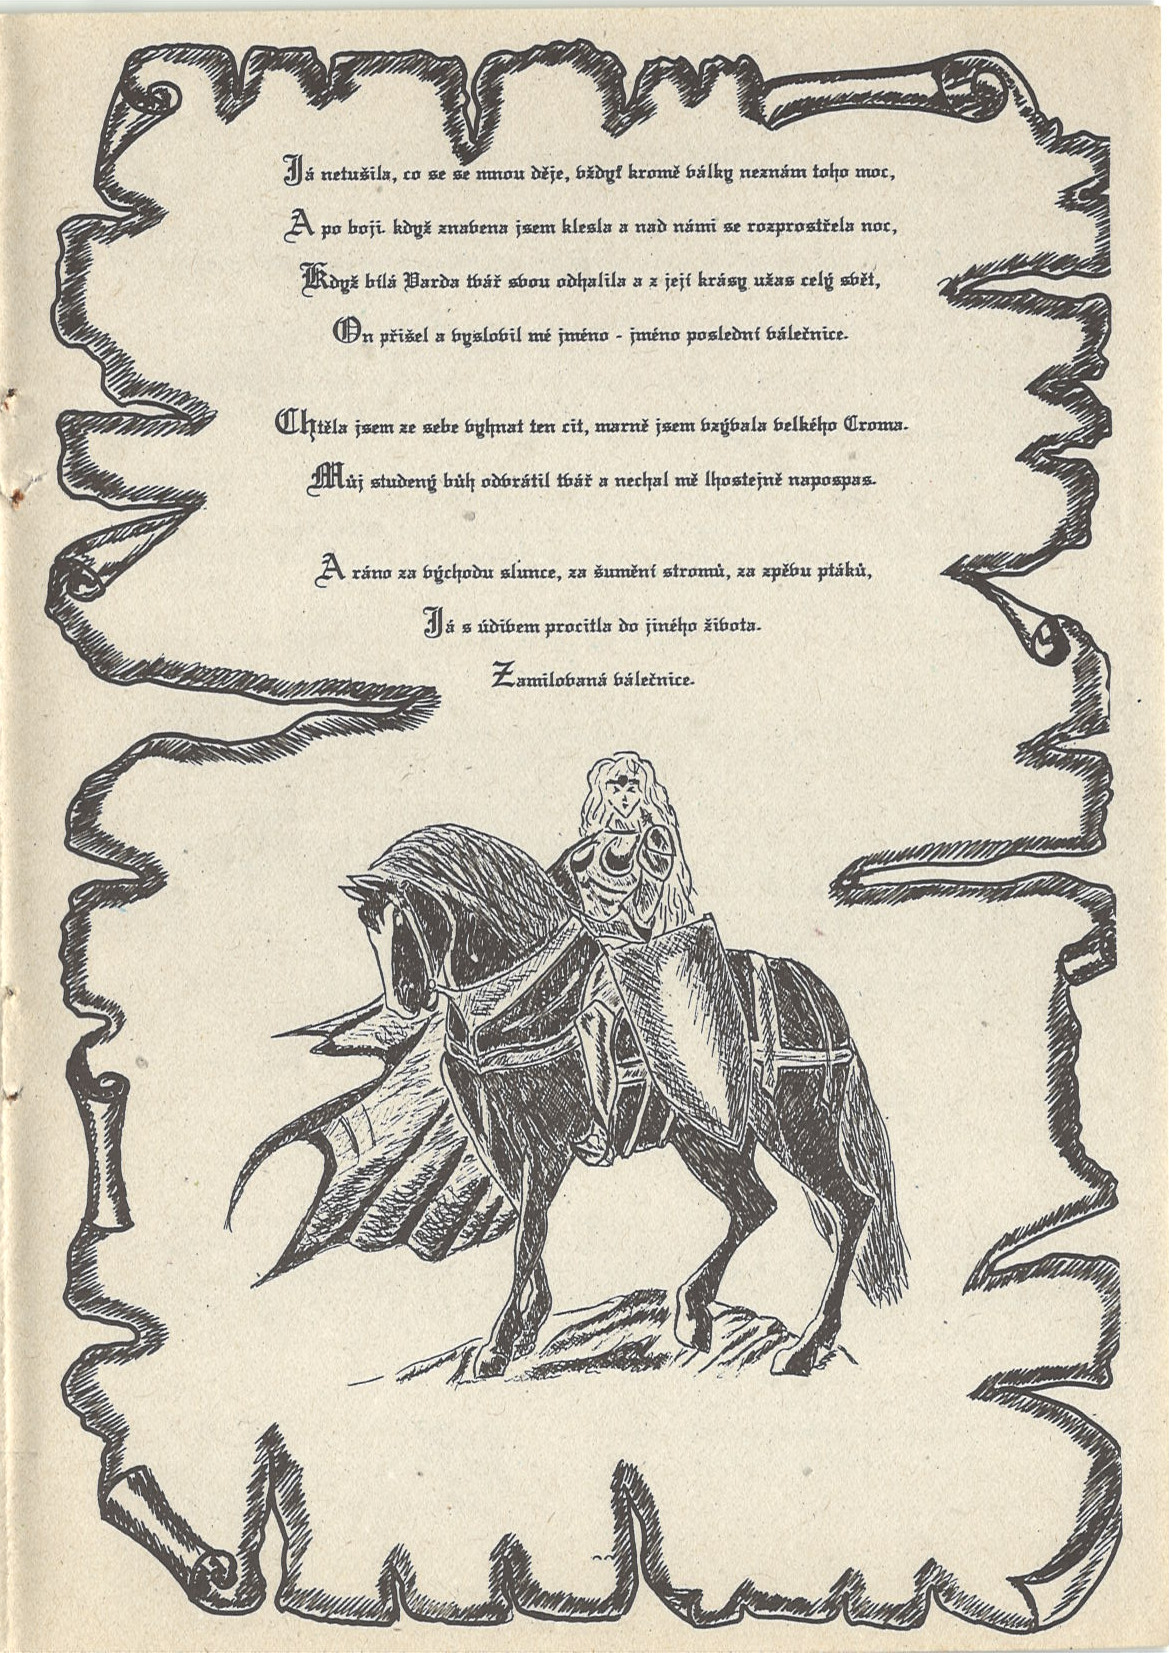 Já netušila, co se se mnou děje, vždyť kromě války neznám toho moc,
A po boji. když znavena jsem klesla a nad námi se rozprostřela noc,
Když bílá Varda tvář svou odhalila a z její krásy užas celý svět,
On přišel a vyslovil mé jméno - jméno poslední válečnice.
Chtěla jsem ze sebe vyhnat ten cit, marně jsem vzývala velkého Croma.
Můj studený bůh odvrátil tvář a nechal mě lhostejně napospas.
A ráno za východu slunce, za šumění stromů, za zpěvu ptáků,
Já s údivem procitla do jiného života.
Zamilovaná válečnice.